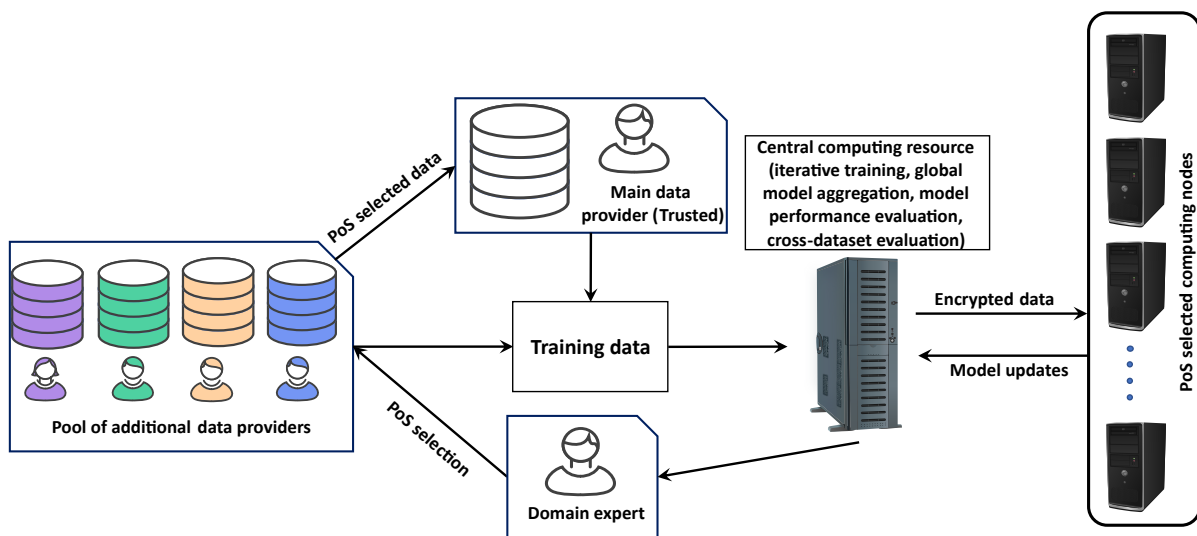 PoS selected data
Main data
provider (Trusted)
Central computing resource
(iterative training, global
model aggregation, model
performance evaluation,
cross-dataset evaluation)
PoS selected computing nodes
Encrypted data
Training data
Model updates
Pool of additional data providers
PoS selection
Domain expert